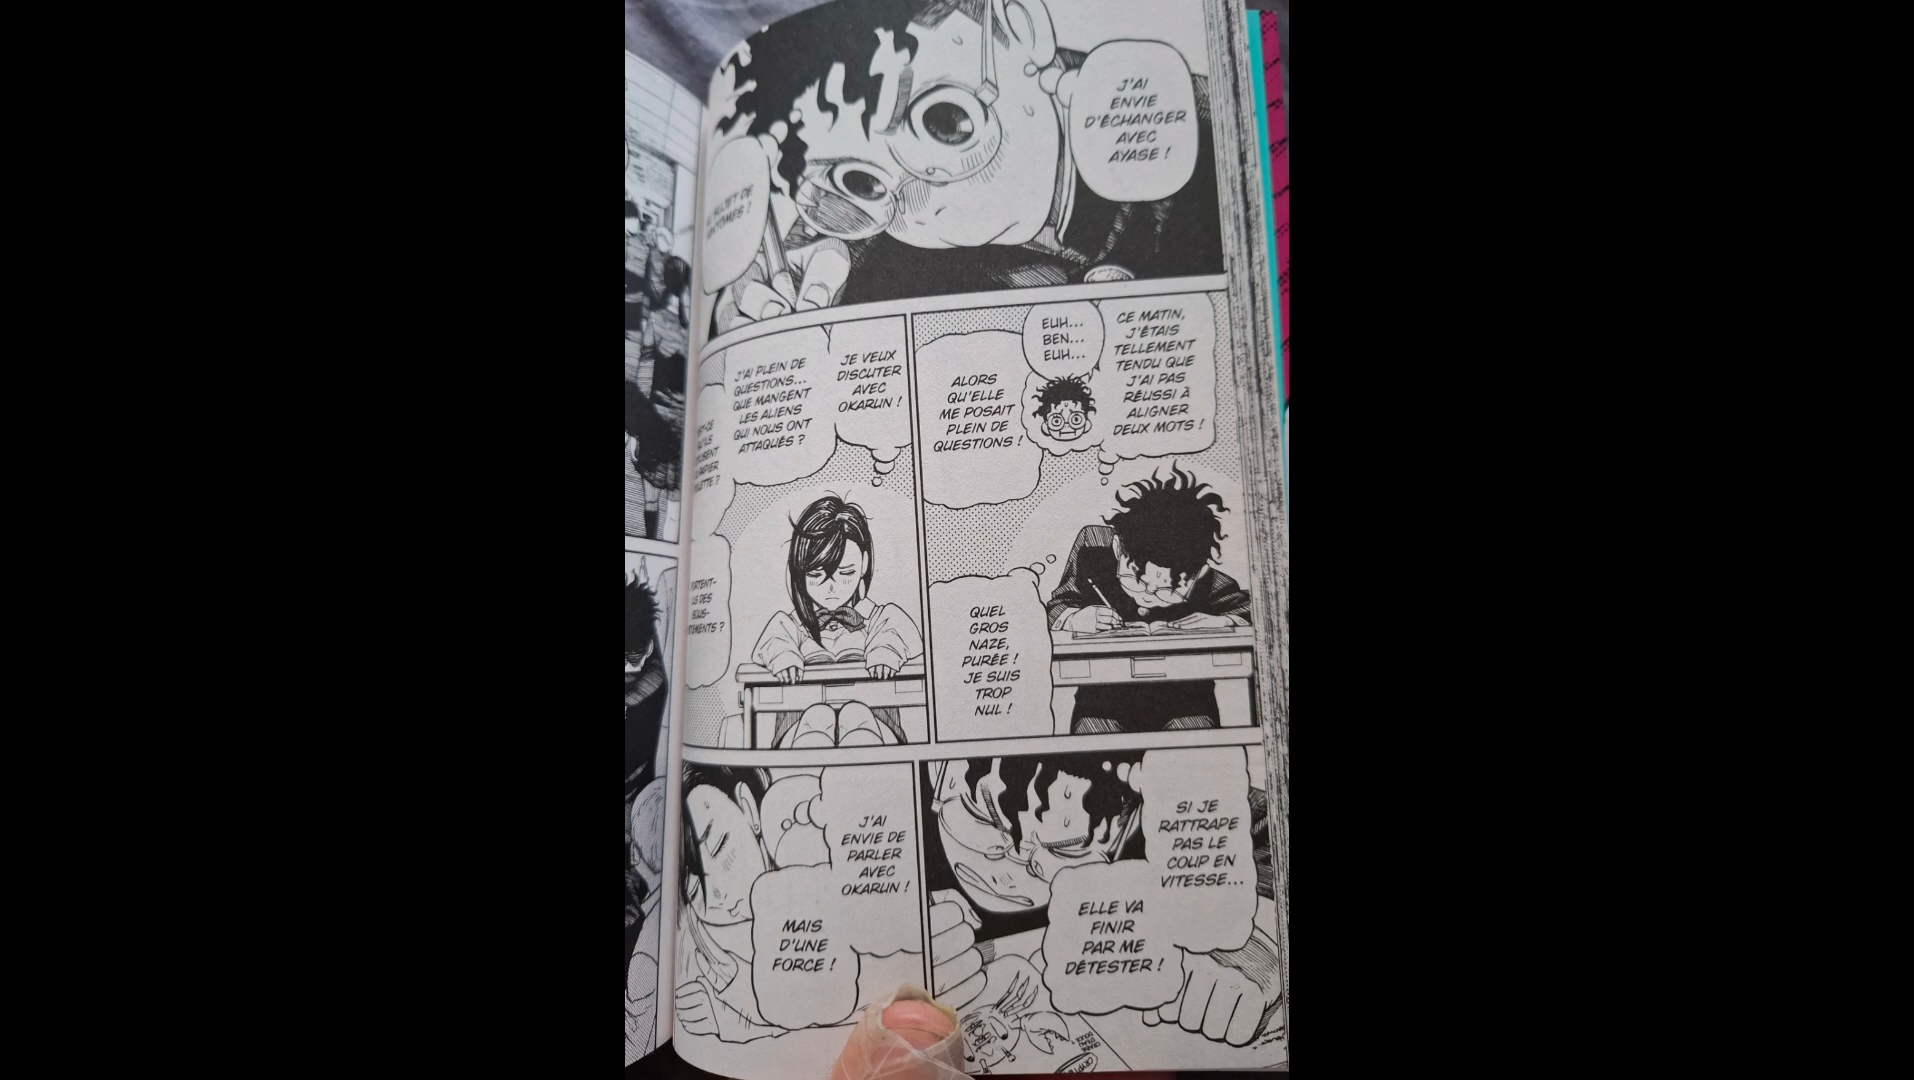 J'AI
ENVIE
D'ÉCHANGER
AVEC
AYASE !
SUJET DE
CE MATIN,
J'ÉTAIS
TELLEMENT
TENDU QUE
J'AI PAS
RÉUSSI À
ALIGNER
DEUX MOTS !
EUH...
BEN...
EUH...
ALORS
QU'ELLE
ME POSAIT
PLEIN DE
QUESTIONS !
QUEL
GROS
NAZE,
PURÉE !
JE SUIS
TROP
NUL !
JE VEUX
DISCUTER
AVEC
OKARUN !
J'AI PLEIN DE
QUESTIONS...
QUE MANGENT
LES ALIENS
QUI NOUS ONT
ATTAQUÉS ?
SI JE
RATTRAPE
PAS LE
COUP EN
VITESSE...
ELLE VA
FINIR
PAR ME
DÉTESTER !
J'AI
ENVIE DE
PARLER
AVEC
OKARUN !
MAIS
D'UNE
FORCE !